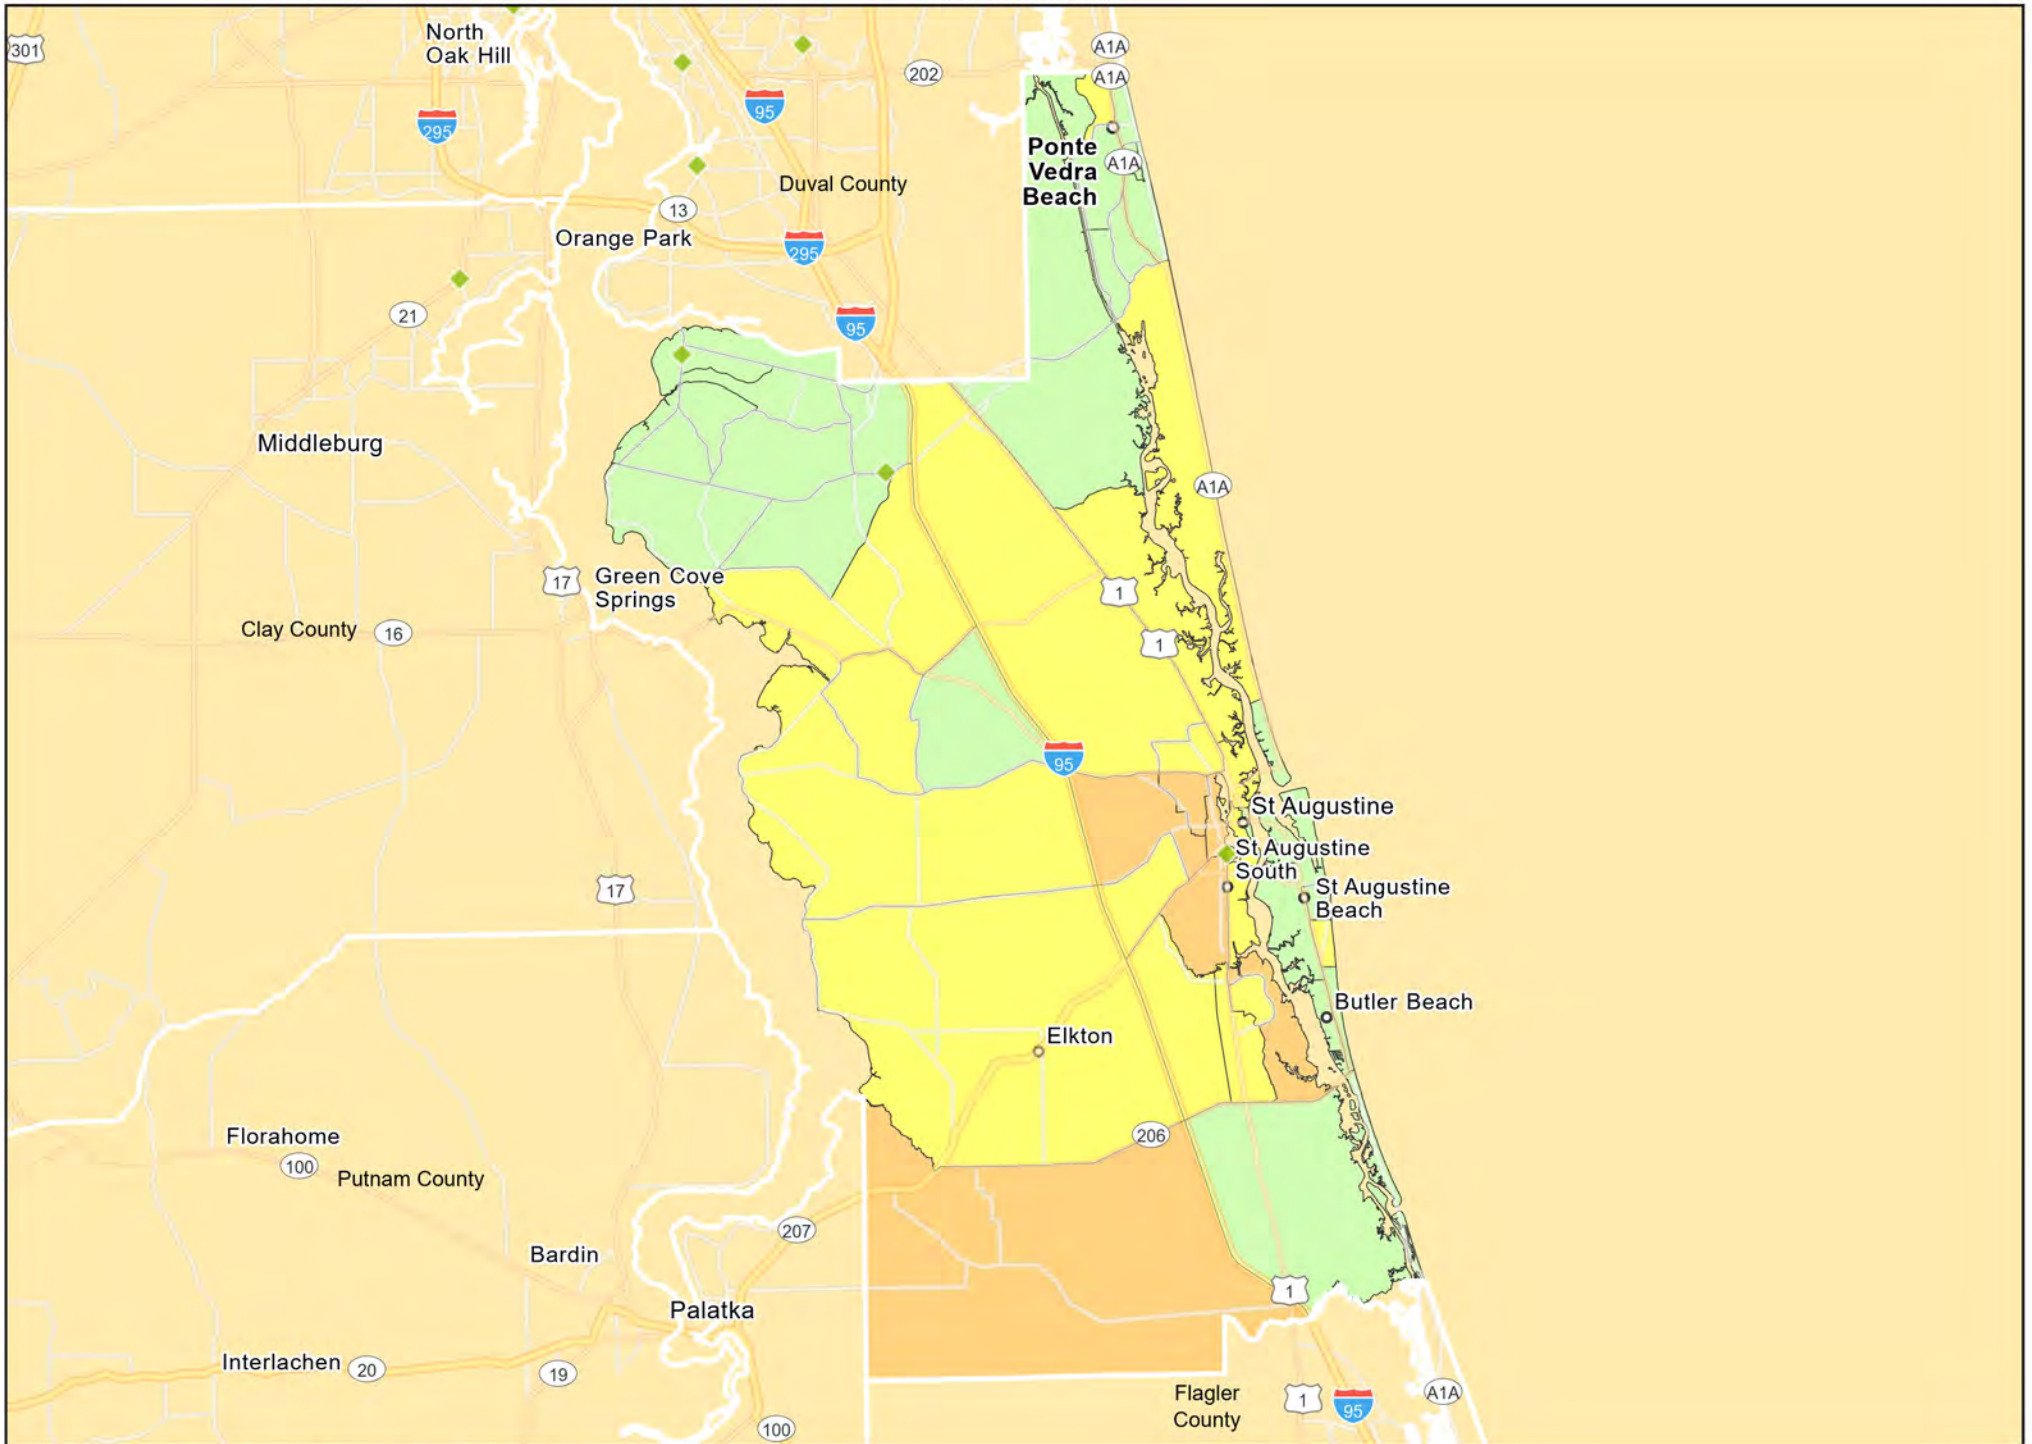 North
Oak Hill
301
A1A
A1A
202
95
295
Ponte
Vedra
Beach
A1A
Duval County
13
Orange Park
295
21
95
Middleburg
A1A
17
Green Cove
Springs
1
Clay County
16
1
95
St Augustine
St Augustine
South
17
St Augustine
Beach
Butler Beach
Elkton
206
Florahome
100
Putnam County
207
Bardin
1
Palatka
Interlachen
20
19
Flagler
County
1
95
A1A
100